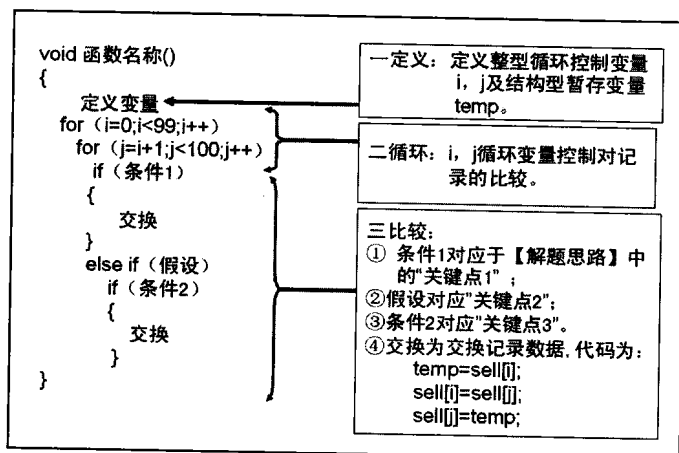 void 函数名称()
{
定义变量
for（i=0;i<99;i++）
for（j=i+1;j<100;j++）
if（条件1）
{
交换
}
else if（假设）
if（条件2）
{
交换
}
}
一定义：定义整型循环控制变量
i，j及结构型暂存变量
temp。
二循环：i，j循环变量控制对记
录的比较。
三比较：
① 条件1对应于【解题思路】中
的"关键点1"；
②假设对应"关键点2"；
③条件2对应"关键点3"。
④交换为交换记录数据,代码为：
temp=sell[i];
sell[i]=sell[j];
sell[j]=temp;